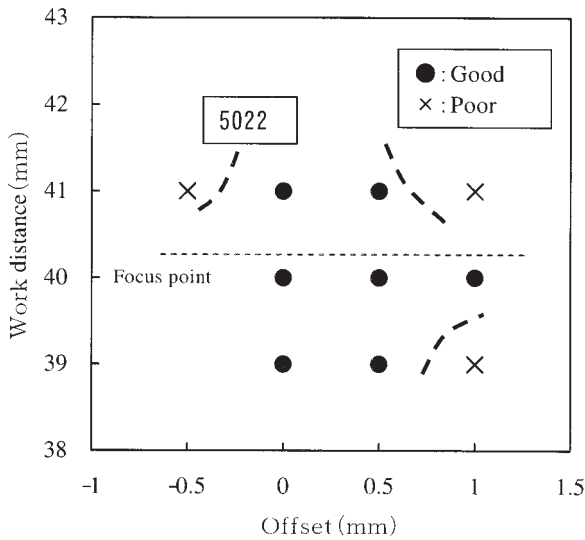 43
42
41
40
39
38
Work distance(mm)
●: Good
×: Poor
5022
Focus point
-1
-0.5
0
0.5
1
1.5
Offset(mm)